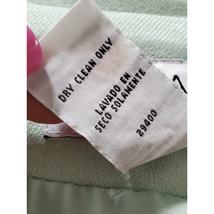 DRY CLEAN ONLY
LAVADO EN
SECO SOLAMENTE
29400